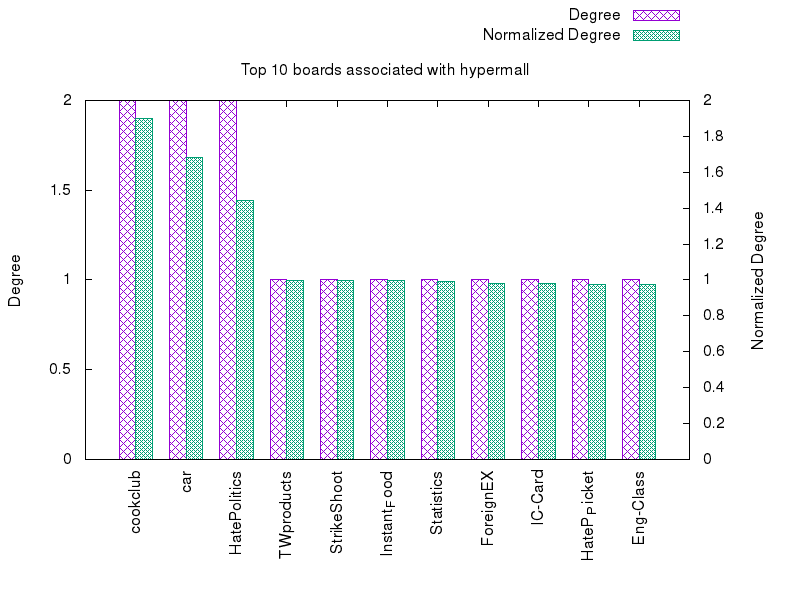 Degree
Normalized Degree
Top 10 boards associated with hypermall
2
1.5
1
0.5
0
2
1.8
1.6
1.4
1.2
1
0.8
0.6
0.4
0.2
0
Degree
Normalized Degree
cookclub
car
HatePolitics
TWproducts
StrikeShoot
InstantFood
Statistics
ForeignEX
IC-Card
HatePPicket
Eng-Class